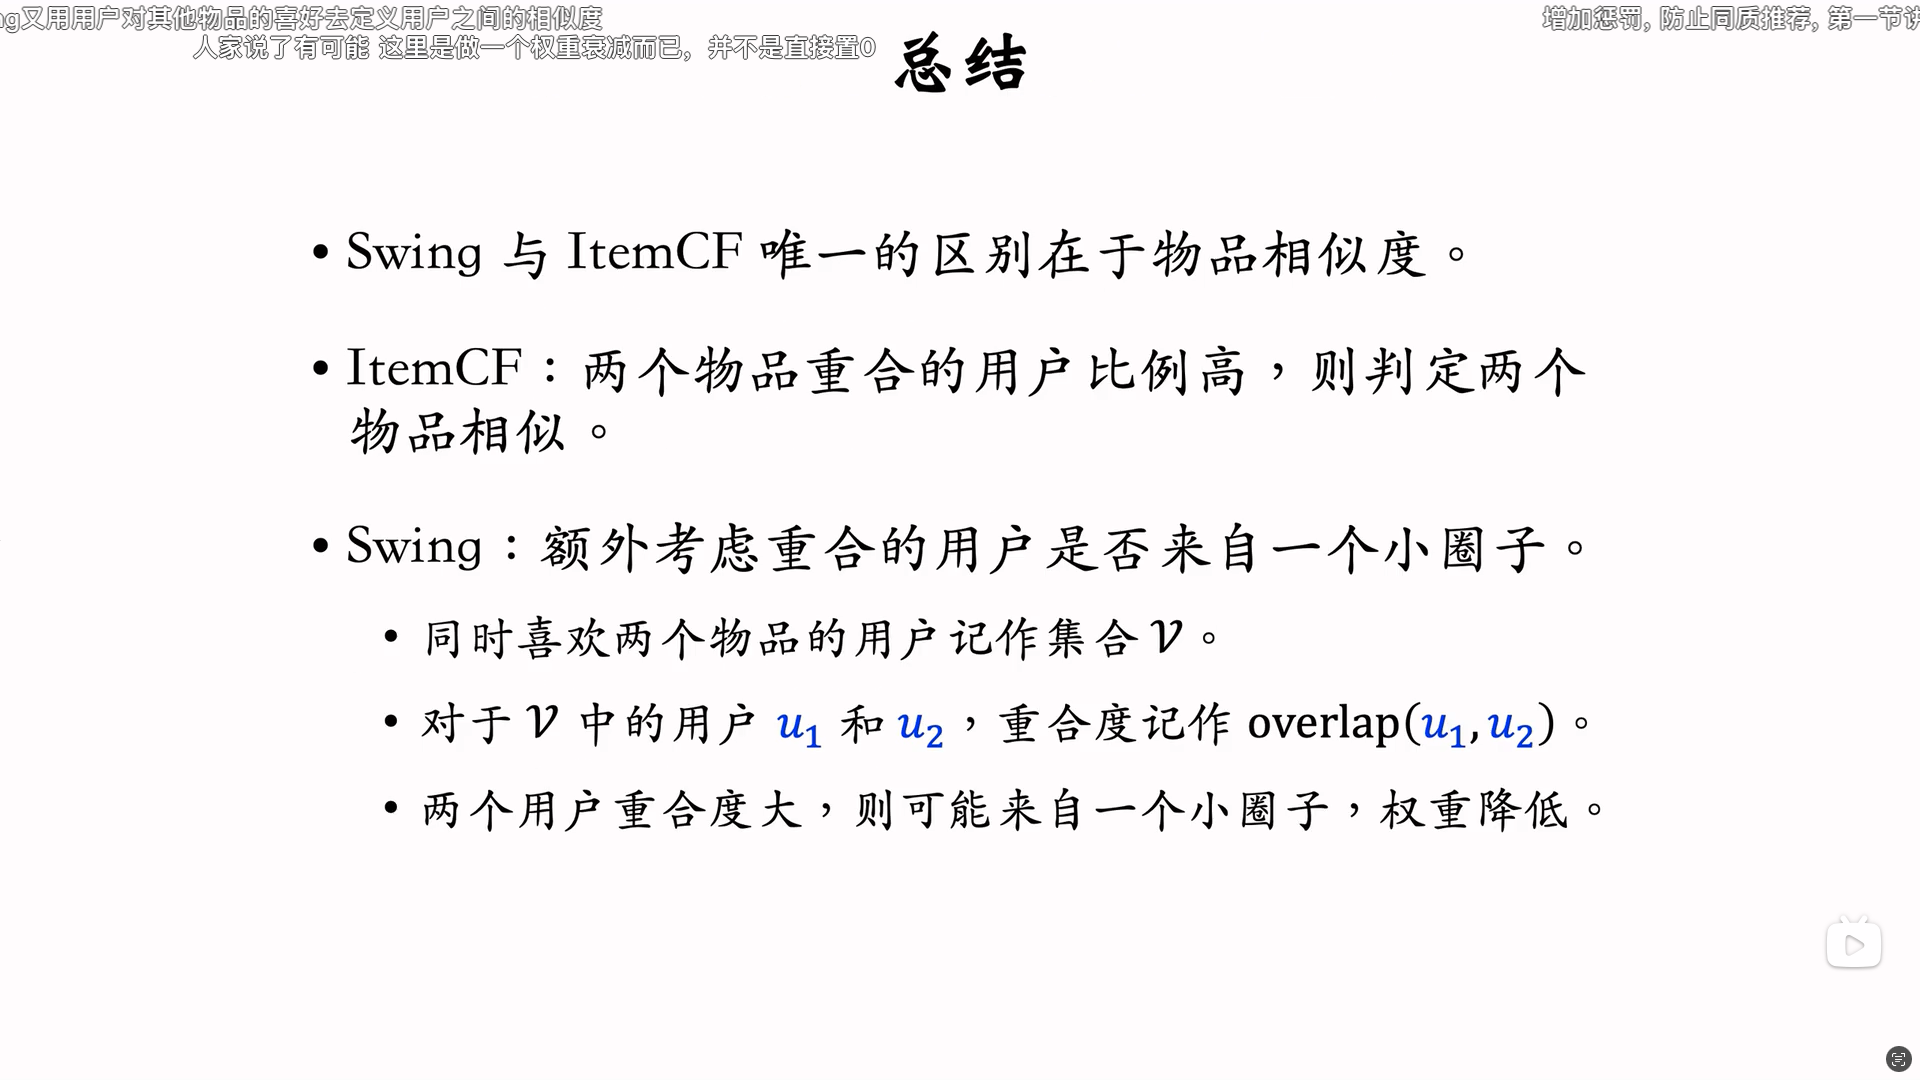 ng又用用户对其他物品的喜好去定义用户之间的相似度
增加惩罚, 防止同质推荐, 第一节讲
人家说了有可能 这里是做一个权重衰减而已，并不是直接置0
总结
• Swing 与 ItemCF 唯一的区别在于物品相似度。
• ItemCF：两个物品重合的用户比例高，则判定两个
物品相似。
• Swing：额外考虑重合的用户是否来自一个小圈子。
• 同时喜欢两个物品的用户记作集合 𝒱。
• 对于 𝒱 中的用户 u₁ 和 u₂，重合度记作 overlap(u₁,u₂)。
• 两个用户重合度大，则可能来自一个小圈子，权重降低。